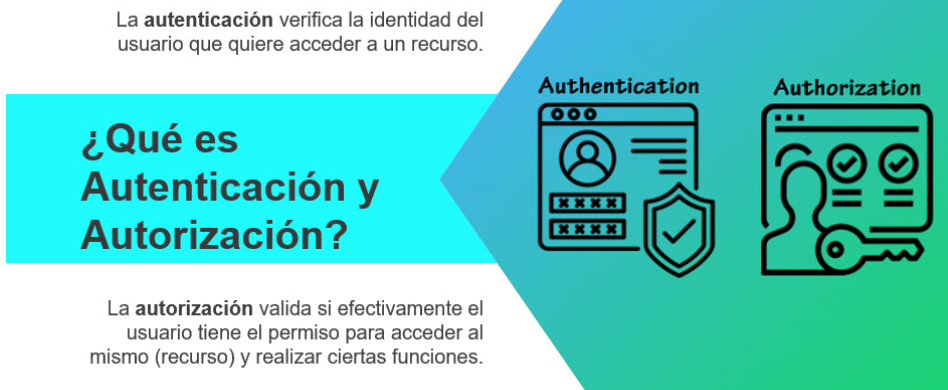 La autenticación verifica la identidad del
usuario que quiere acceder a un recurso.
¿Qué es
Autenticación y
Autorización?
La autorización valida si efectivamente el
usuario tiene el permiso para acceder al
mismo (recurso) y realizar ciertas funciones.
Authentication
Authorization